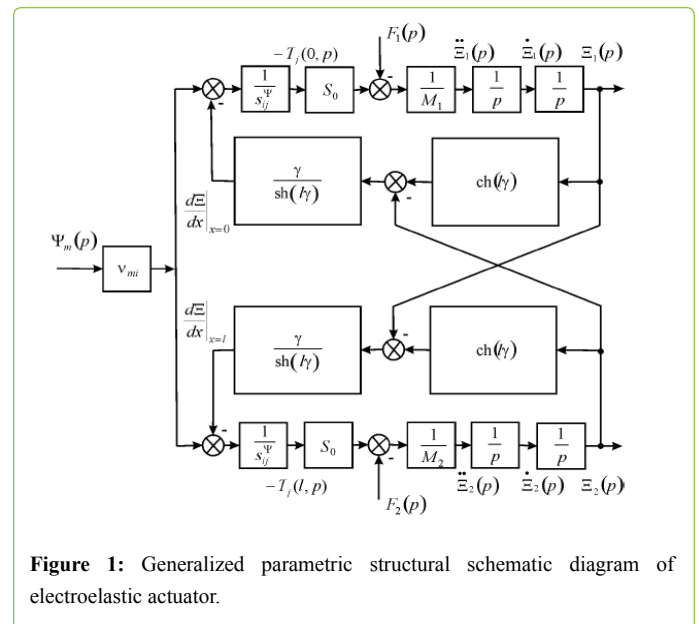 F₁(p)
−T_j(0, p)
Ξ̈₁(p) Ξ̇₁(p) Ξ₁(p)
1/s_ij^Ψ S₀ 1/M₁ 1/p 1/p
-
-
γ/sh(lγ) ch(lγ)
-
dΞ/dx|x=0
Ψ_m(p)
ν_mi
dΞ/dx|x=l
γ/sh(lγ) ch(lγ)
-
-
1/s_ij^Ψ S₀ 1/M₂ 1/p 1/p
-
−T_j(l, p)
Ξ̈₂(p) Ξ̇₂(p) Ξ₂(p)
F₂(p)
Figure 1: Generalized parametric structural schematic diagram of
electroelastic actuator.